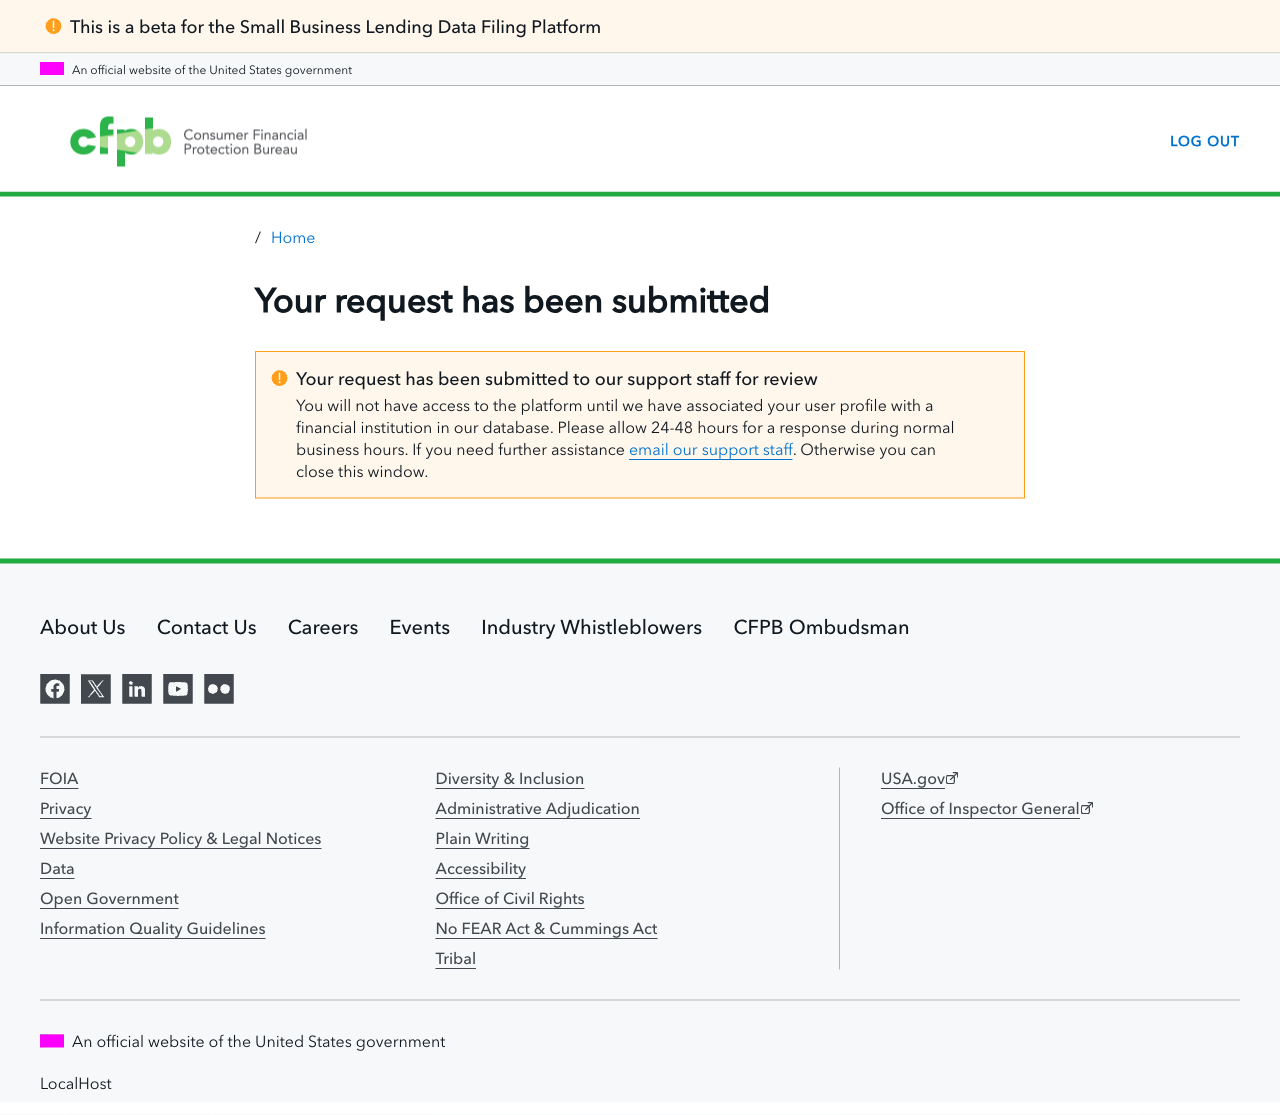 This is a beta for the Small Business Lending Data Filing Platform
An official website of the United States government
cfpb Consumer Financial
Protection Bureau
LOG OUT
/ Home
Your request has been submitted
Your request has been submitted to our support staff for review
You will not have access to the platform until we have associated your user profile with a
financial institution in our database. Please allow 24-48 hours for a response during normal
business hours. If you need further assistance email our support staff. Otherwise you can
close this window.
About Us Contact Us Careers Events Industry Whistleblowers CFPB Ombudsman
FOIA
Privacy
Website Privacy Policy & Legal Notices
Data
Open Government
Information Quality Guidelines
Diversity & Inclusion
Administrative Adjudication
Plain Writing
Accessibility
Office of Civil Rights
No FEAR Act & Cummings Act
Tribal
USA.gov
Office of Inspector General
An official website of the United States government
LocalHost